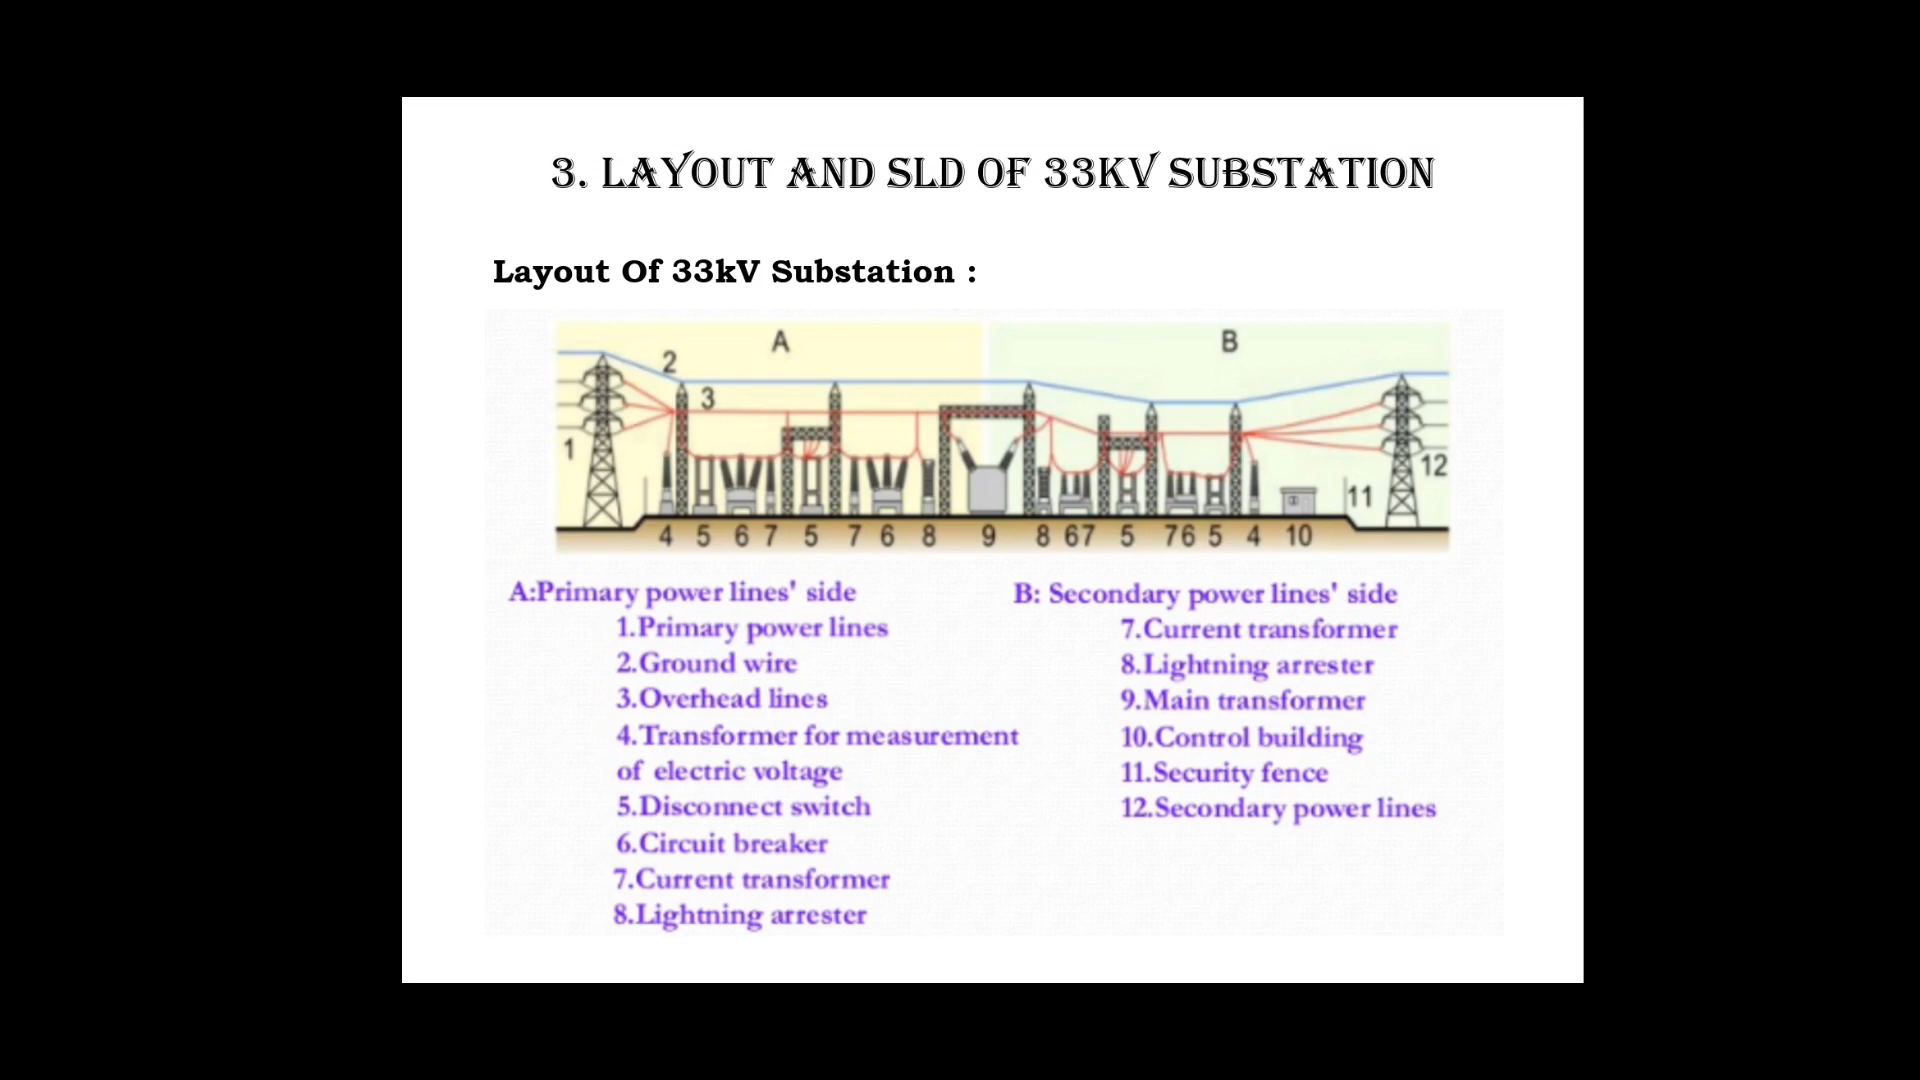 3. LAYOUT AND SLD OF 33KV SUBSTATION
Layout Of 33kV Substation :
A
B
2
3
1
12
11
4 5 6 7 5 7 6 8 9 8 67 5 76 5 4 10
A:Primary power lines' side
1.Primary power lines
2.Ground wire
3.Overhead lines
4.Transformer for measurement
of electric voltage
5.Disconnect switch
6.Circuit breaker
7.Current transformer
8.Lightning arrester
B: Secondary power lines' side
7.Current transformer
8.Lightning arrester
9.Main transformer
10.Control building
11.Security fence
12.Secondary power lines